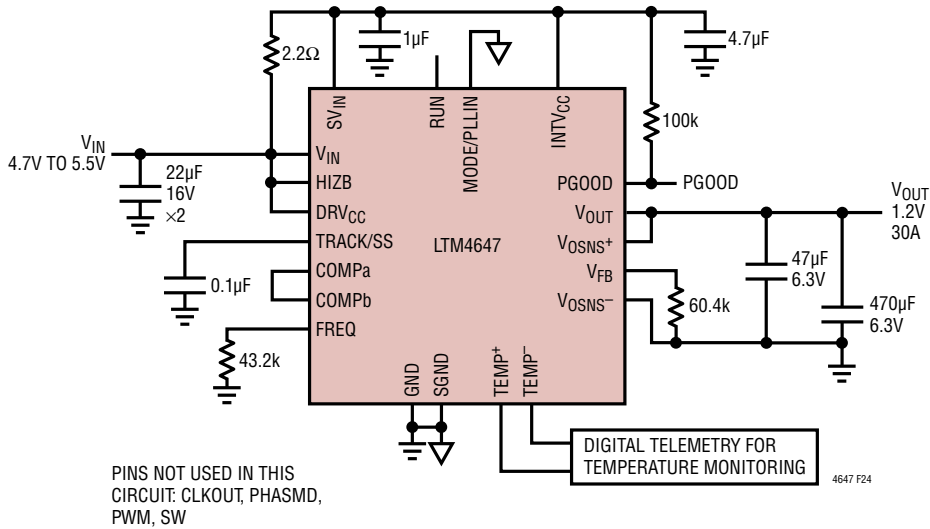 2.2Ω
1µF
4.7µF
SVIN
RUN
MODE/PLLIN
INTVCC
100k
VIN
4.7V TO 5.5V
22µF
16V
×2
VIN
HIZB
DRVCC
TRACK/SS
COMPa
COMPb
FREQ
0.1µF
43.2k
LTM4647
PGOOD
PGOOD
VOUT
VOSNS+
VFB
VOSNS–
60.4k
VOUT
1.2V
30A
47µF
6.3V
470µF
6.3V
GND
SGND
TEMP+
TEMP–
DIGITAL TELEMETRY FOR
TEMPERATURE MONITORING
4647 F24
PINS NOT USED IN THIS
CIRCUIT: CLKOUT, PHASMD,
PWM, SW